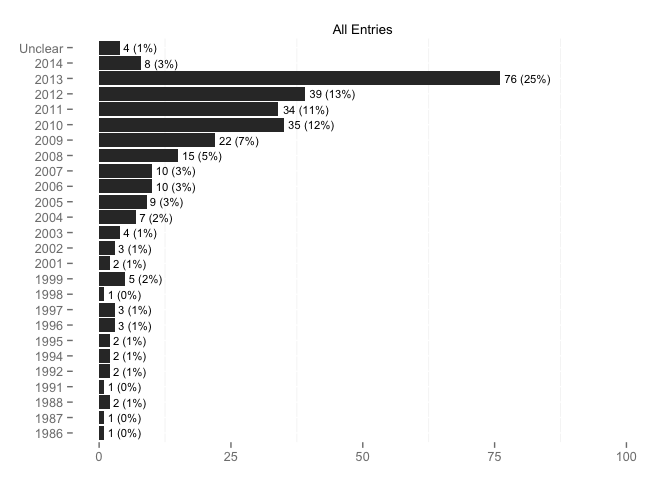 All Entries
Unclear 4 (1%)
2014 8 (3%)
2013 76 (25%)
2012 39 (13%)
2011 34 (11%)
2010 35 (12%)
2009 22 (7%)
2008 15 (5%)
2007 10 (3%)
2006 10 (3%)
2005 9 (3%)
2004 7 (2%)
2003 4 (1%)
2002 3 (1%)
2001 2 (1%)
1999 5 (2%)
1998 1 (0%)
1997 3 (1%)
1996 3 (1%)
1995 2 (1%)
1994 2 (1%)
1992 2 (1%)
1991 1 (0%)
1988 2 (1%)
1987 1 (0%)
1986 1 (0%)
0 25 50 75 100